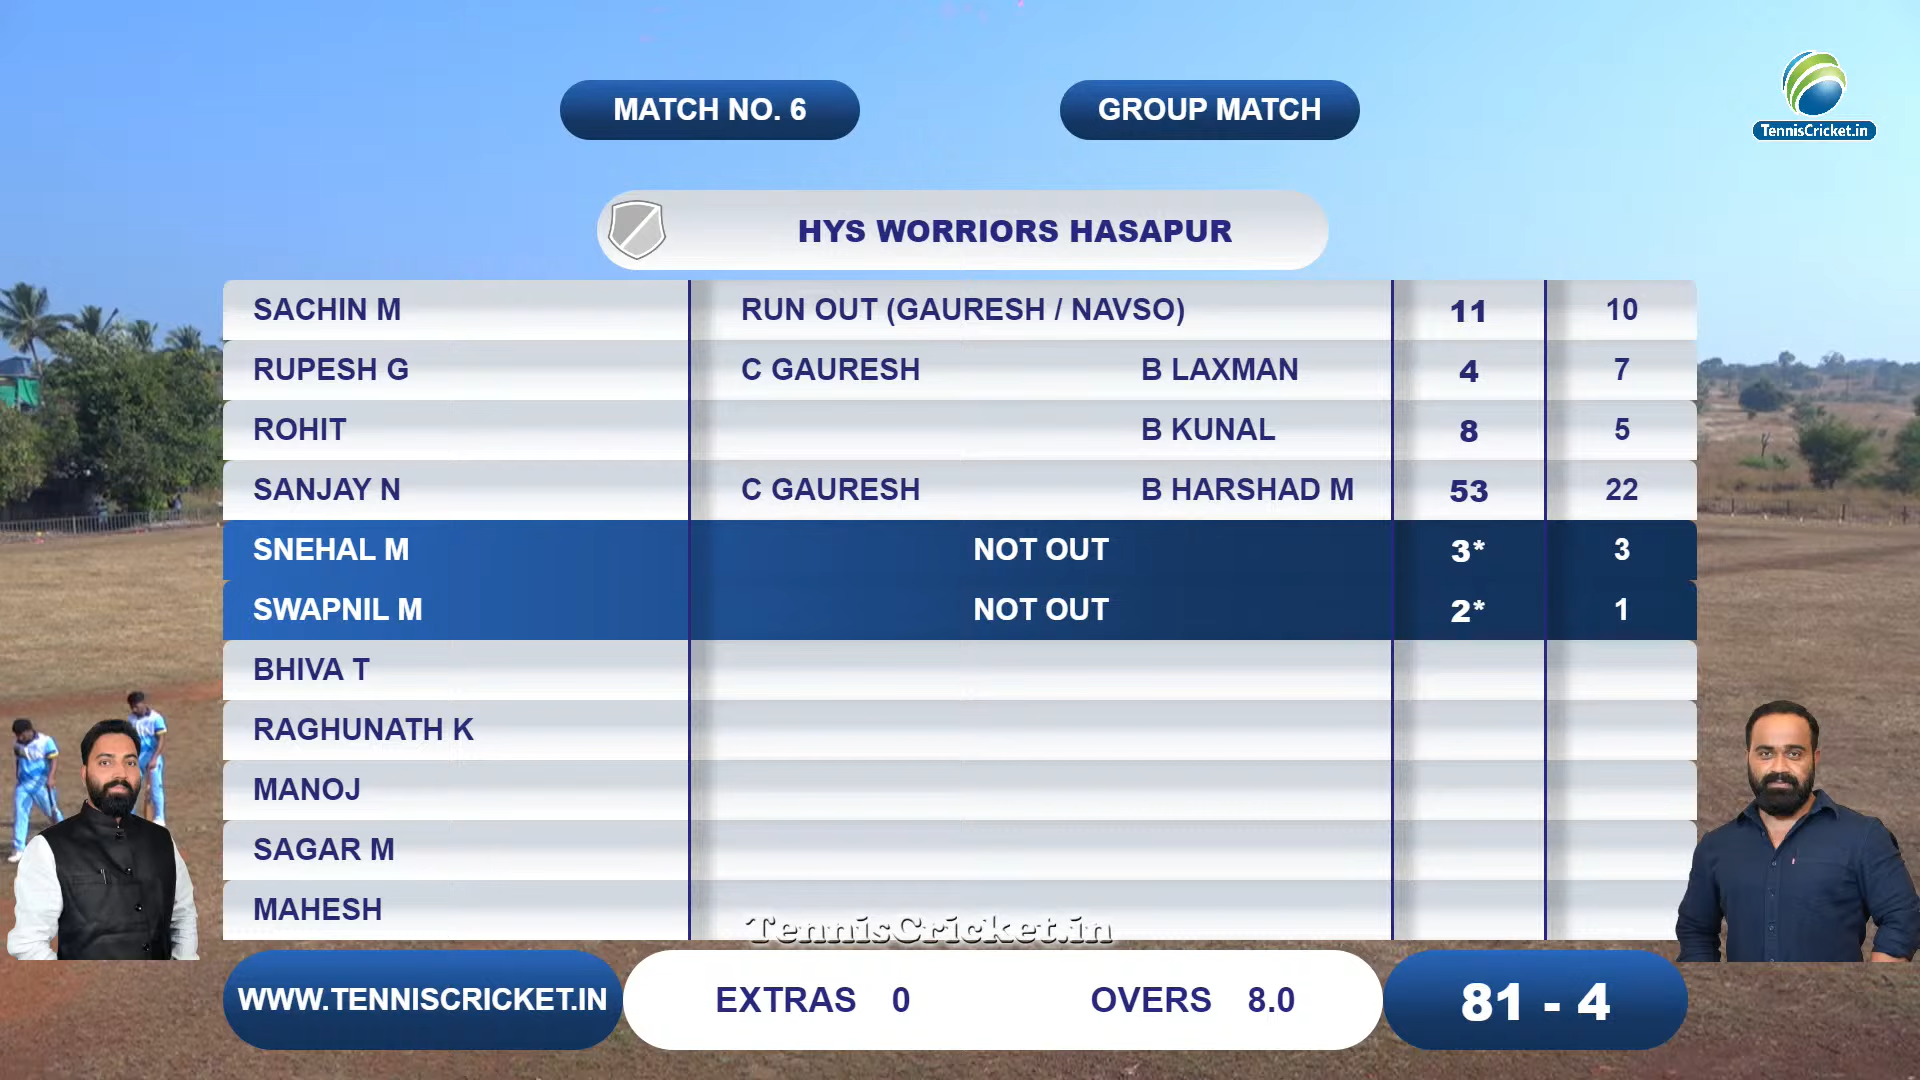 MATCH NO. 6 GROUP MATCH
TennisCricket.in
HYS WORRIORS HASAPUR
SACHIN M RUN OUT (GAURESH / NAVSO) 11 10
RUPESH G C GAURESH B LAXMAN 4 7
ROHIT B KUNAL 8 5
SANJAY N C GAURESH B HARSHAD M 53 22
SNEHAL M NOT OUT 3* 3
SWAPNIL M NOT OUT 2* 1
BHIVA T
RAGHUNATH K
MANOJ
SAGAR M
MAHESH
TennisCricket.in
WWW.TENNISCRICKET.IN EXTRAS 0 OVERS 8.0 81 - 4